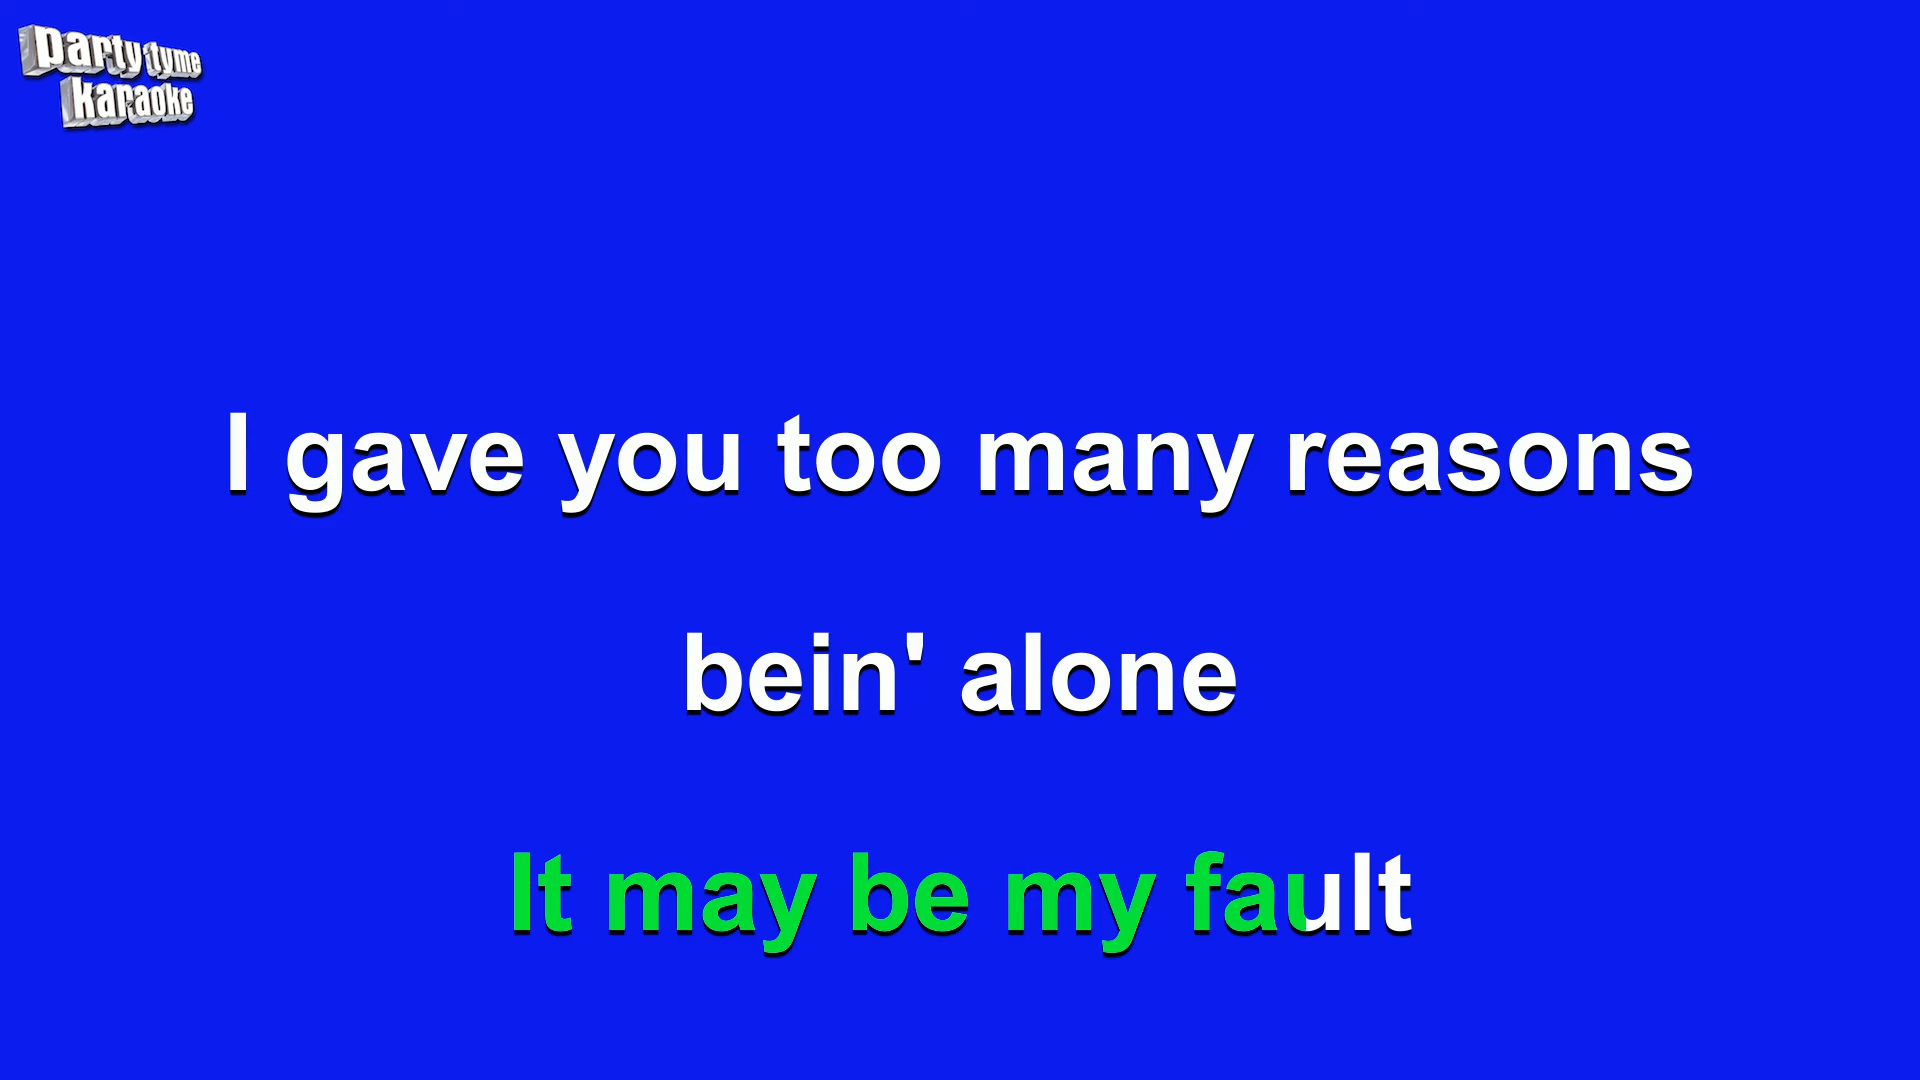 party tyme
karaoke
I gave you too many reasons
bein' alone
It may be my fault